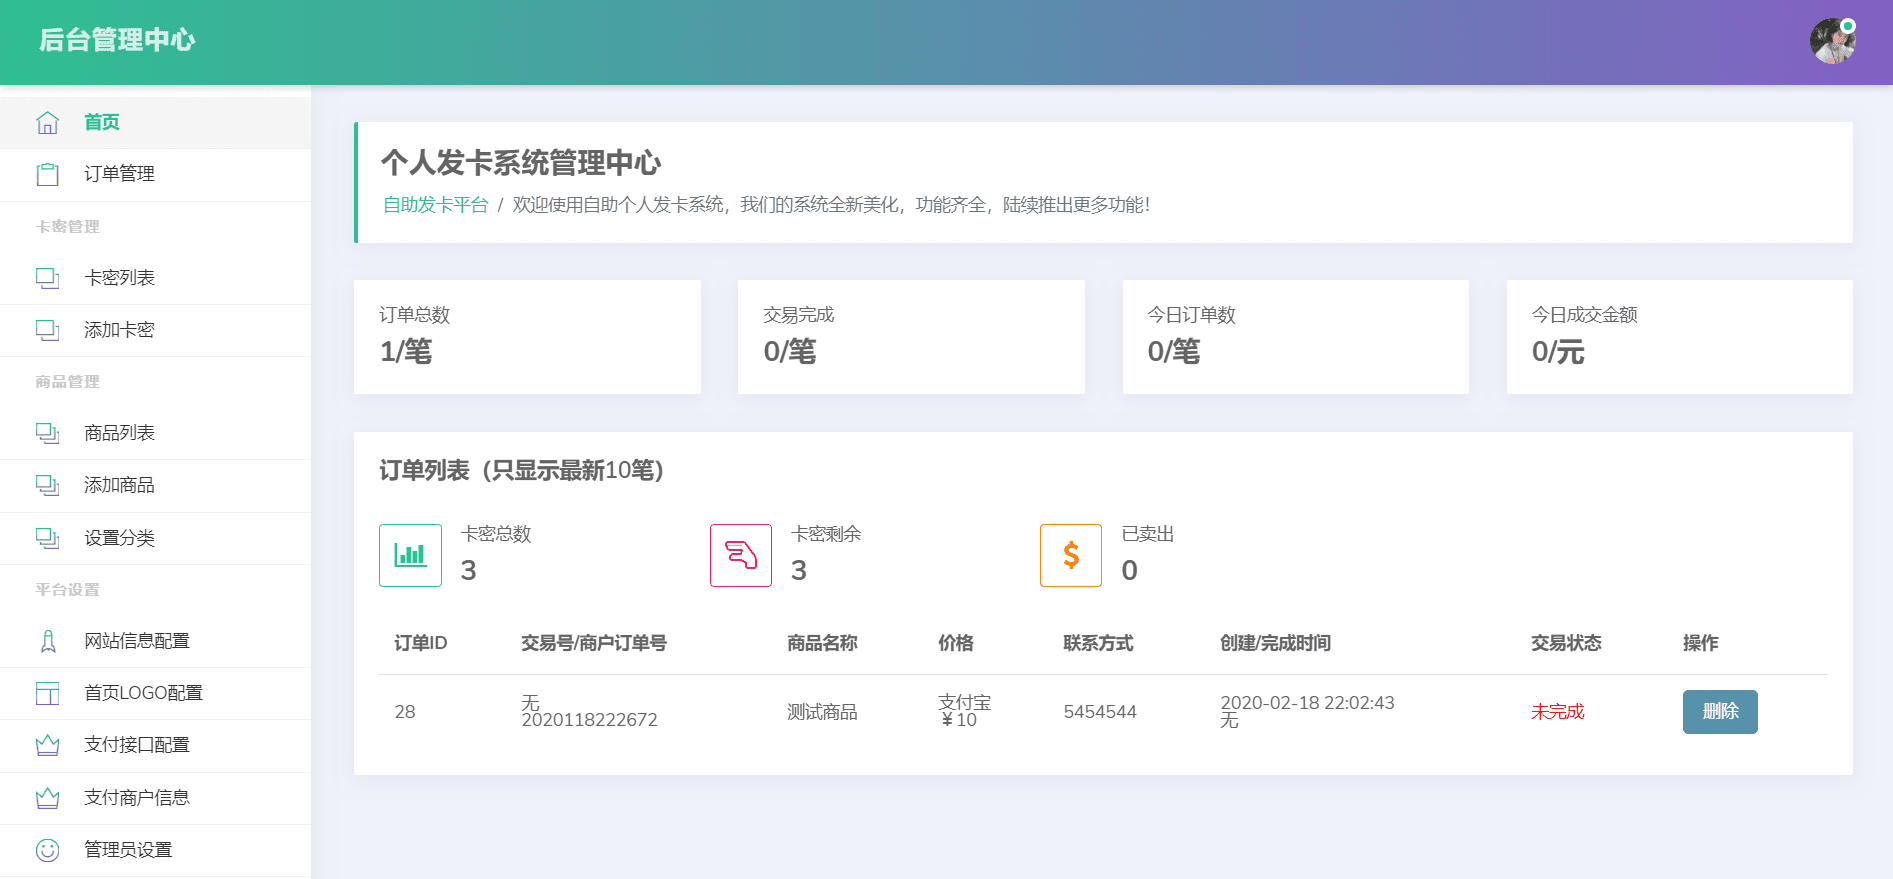 后台管理中心
首页
订单管理
卡密管理
卡密列表
添加卡密
商品管理
商品列表
添加商品
设置分类
平台设置
网站信息配置
首页LOGO配置
支付接口配置
支付商户信息
管理员设置
个人发卡系统管理中心
自助发卡平台 / 欢迎使用自助个人发卡系统，我们的系统全新美化，功能齐全，陆续推出更多功能！
订单总数
1/笔
交易完成
0/笔
今日订单数
0/笔
今日成交金额
0/元
订单列表（只显示最新10笔）
卡密总数
3
卡密剩余
3
已卖出
0
订单ID 交易号/商户订单号 商品名称 价格 联系方式 创建/完成时间 交易状态 操作
28 无 测试商品 支付宝 5454544 2020-02-18 22:02:43 未完成 删除
2020118222672 ￥10 无